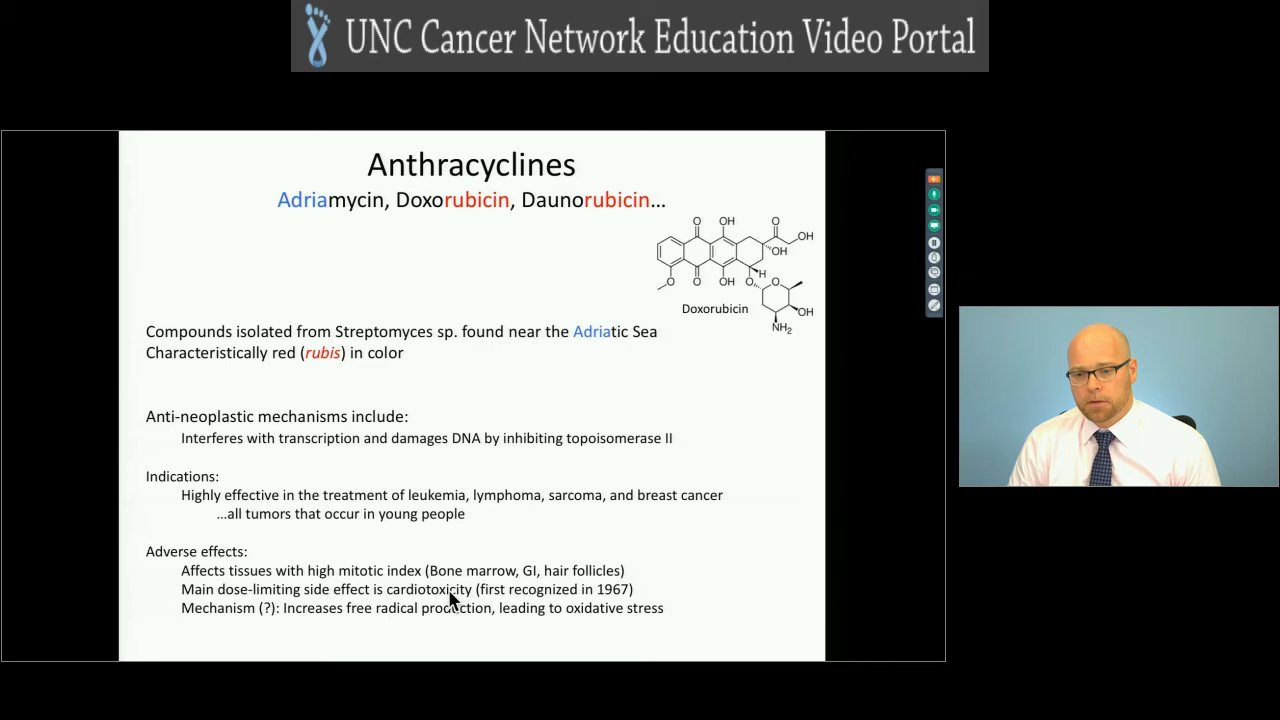 UNC Cancer Network Education Video Portal
Anthracyclines
Adriamycin, Doxorubicin, Daunorubicin...
O OH O OH
OH
H
O O OH O O
OH
NH2
Doxorubicin
Compounds isolated from Streptomyces sp. found near the Adriatic Sea
Characteristically red (rubis) in color
Anti-neoplastic mechanisms include:
Interferes with transcription and damages DNA by inhibiting topoisomerase II
Indications:
Highly effective in the treatment of leukemia, lymphoma, sarcoma, and breast cancer
...all tumors that occur in young people
Adverse effects:
Affects tissues with high mitotic index (Bone marrow, GI, hair follicles)
Main dose-limiting side effect is cardiotoxicity (first recognized in 1967)
Mechanism (?): Increases free radical production, leading to oxidative stress